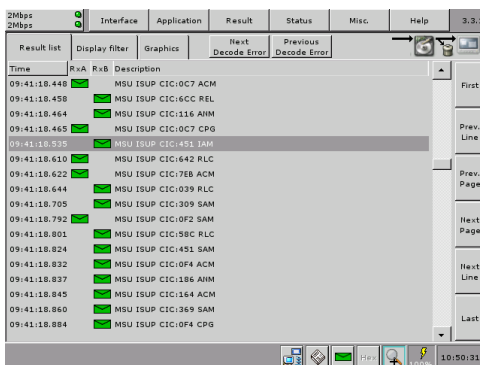 2Mbps
2Mbps
Interface Application Result Status Misc. Help 3.3.
Result list Display filter Graphics Next Decode Error Previous Decode Error
Time RxA RxB Description
09:41:18.448 MSU ISUP CIC:0C7 ACM
09:41:18.458 MSU ISUP CIC:6CC REL
09:41:18.464 MSU ISUP CIC:116 ANM
09:41:18.465 MSU ISUP CIC:0C7 CPG
09:41:18.535 MSU ISUP CIC:451 IAM
09:41:18.610 MSU ISUP CIC:642 RLC
09:41:18.622 MSU ISUP CIC:7EB ACM
09:41:18.644 MSU ISUP CIC:039 RLC
09:41:18.705 MSU ISUP CIC:309 SAM
09:41:18.792 MSU ISUP CIC:0F2 SAM
09:41:18.801 MSU ISUP CIC:58C RLC
09:41:18.824 MSU ISUP CIC:451 SAM
09:41:18.832 MSU ISUP CIC:0F4 ACM
09:41:18.837 MSU ISUP CIC:186 ANM
09:41:18.845 MSU ISUP CIC:164 ACM
09:41:18.860 MSU ISUP CIC:369 SAM
09:41:18.884 MSU ISUP CIC:0F4 CPG
First
Prev. Line
Prev. Page
Next Page
Next Line
Last
Hex 100% 10:50:31